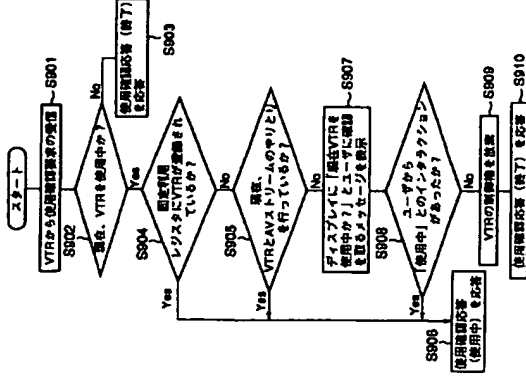 スタート
VTRから使用確認要求の受信
S901
現在、VTRを使用中か?
S902
No
使用確認応答(終了)
を応答
S903
Yes
固定利用
レジスタにVTRが登録され
ているか?
S904
Yes
No
現在、
VTRとAVストリームのやりとり
を行っているか?
S905
Yes
No
ディスプレイに「現在VTRを
使用中か?」とユーザに確認
を取るメッセージを表示
S907
ユーザから
「使用中」とのインタラクション
があったか?
S908
Yes
No
S906
使用確認応答
(使用中)を応答
VTRの制御権を放棄
S909
使用確認応答(終了)を応答
S910